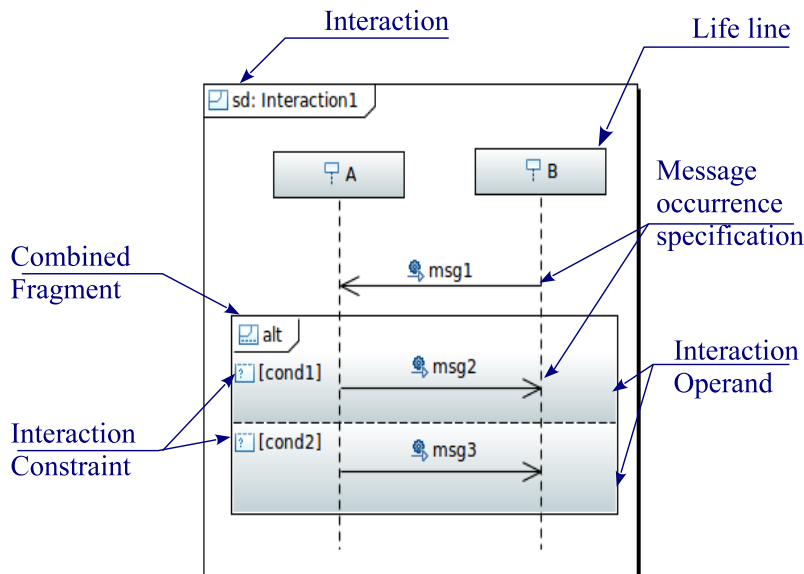 Interaction
Life line
sd: Interaction1
A
B
Message
occurrence
specification
Combined
Fragment
msg1
alt
[cond1]
msg2
Interaction
Operand
Interaction
Constraint
[cond2]
msg3